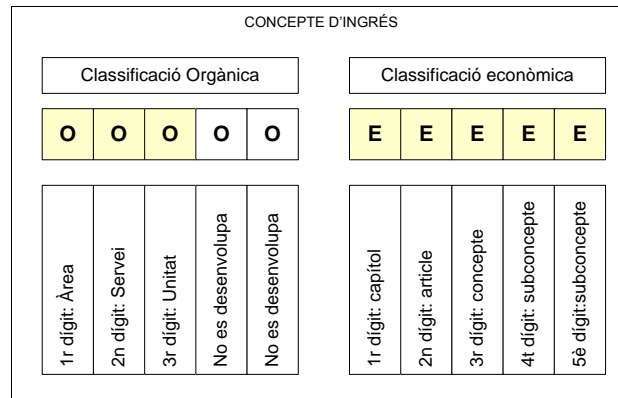 CONCEPTE D'INGRÉS
Classificació Orgànica
Classificació econòmica
O O O O O
E E E E E
1r dígit: Àrea
2n dígit: Servei
3r dígit: Unitat
No es desenvolupa
No es desenvolupa
1r dígit: capítol
2n dígit: article
3r dígit: concepte
4t dígit: subconcepte
5è dígit:subconcepte